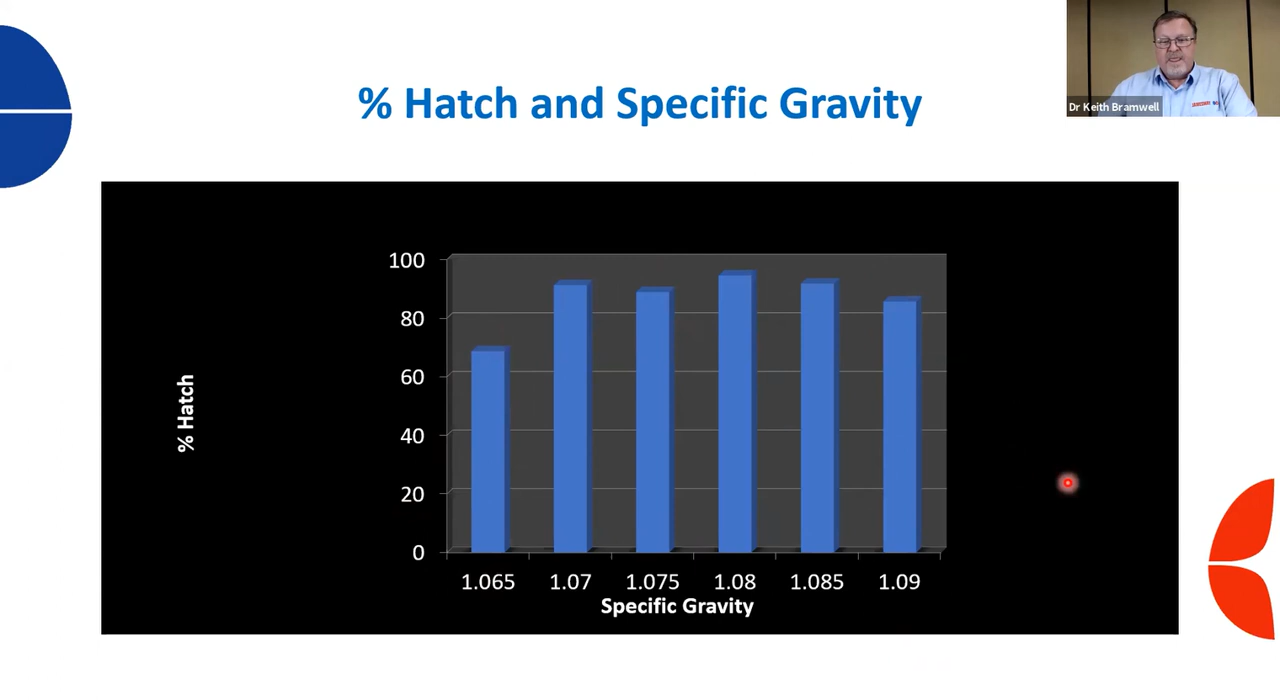 % Hatch and Specific Gravity
Dr Keith Bramwell
% Hatch
100
80
60
40
20
0
1.065 1.07 1.075 1.08 1.085 1.09
Specific Gravity